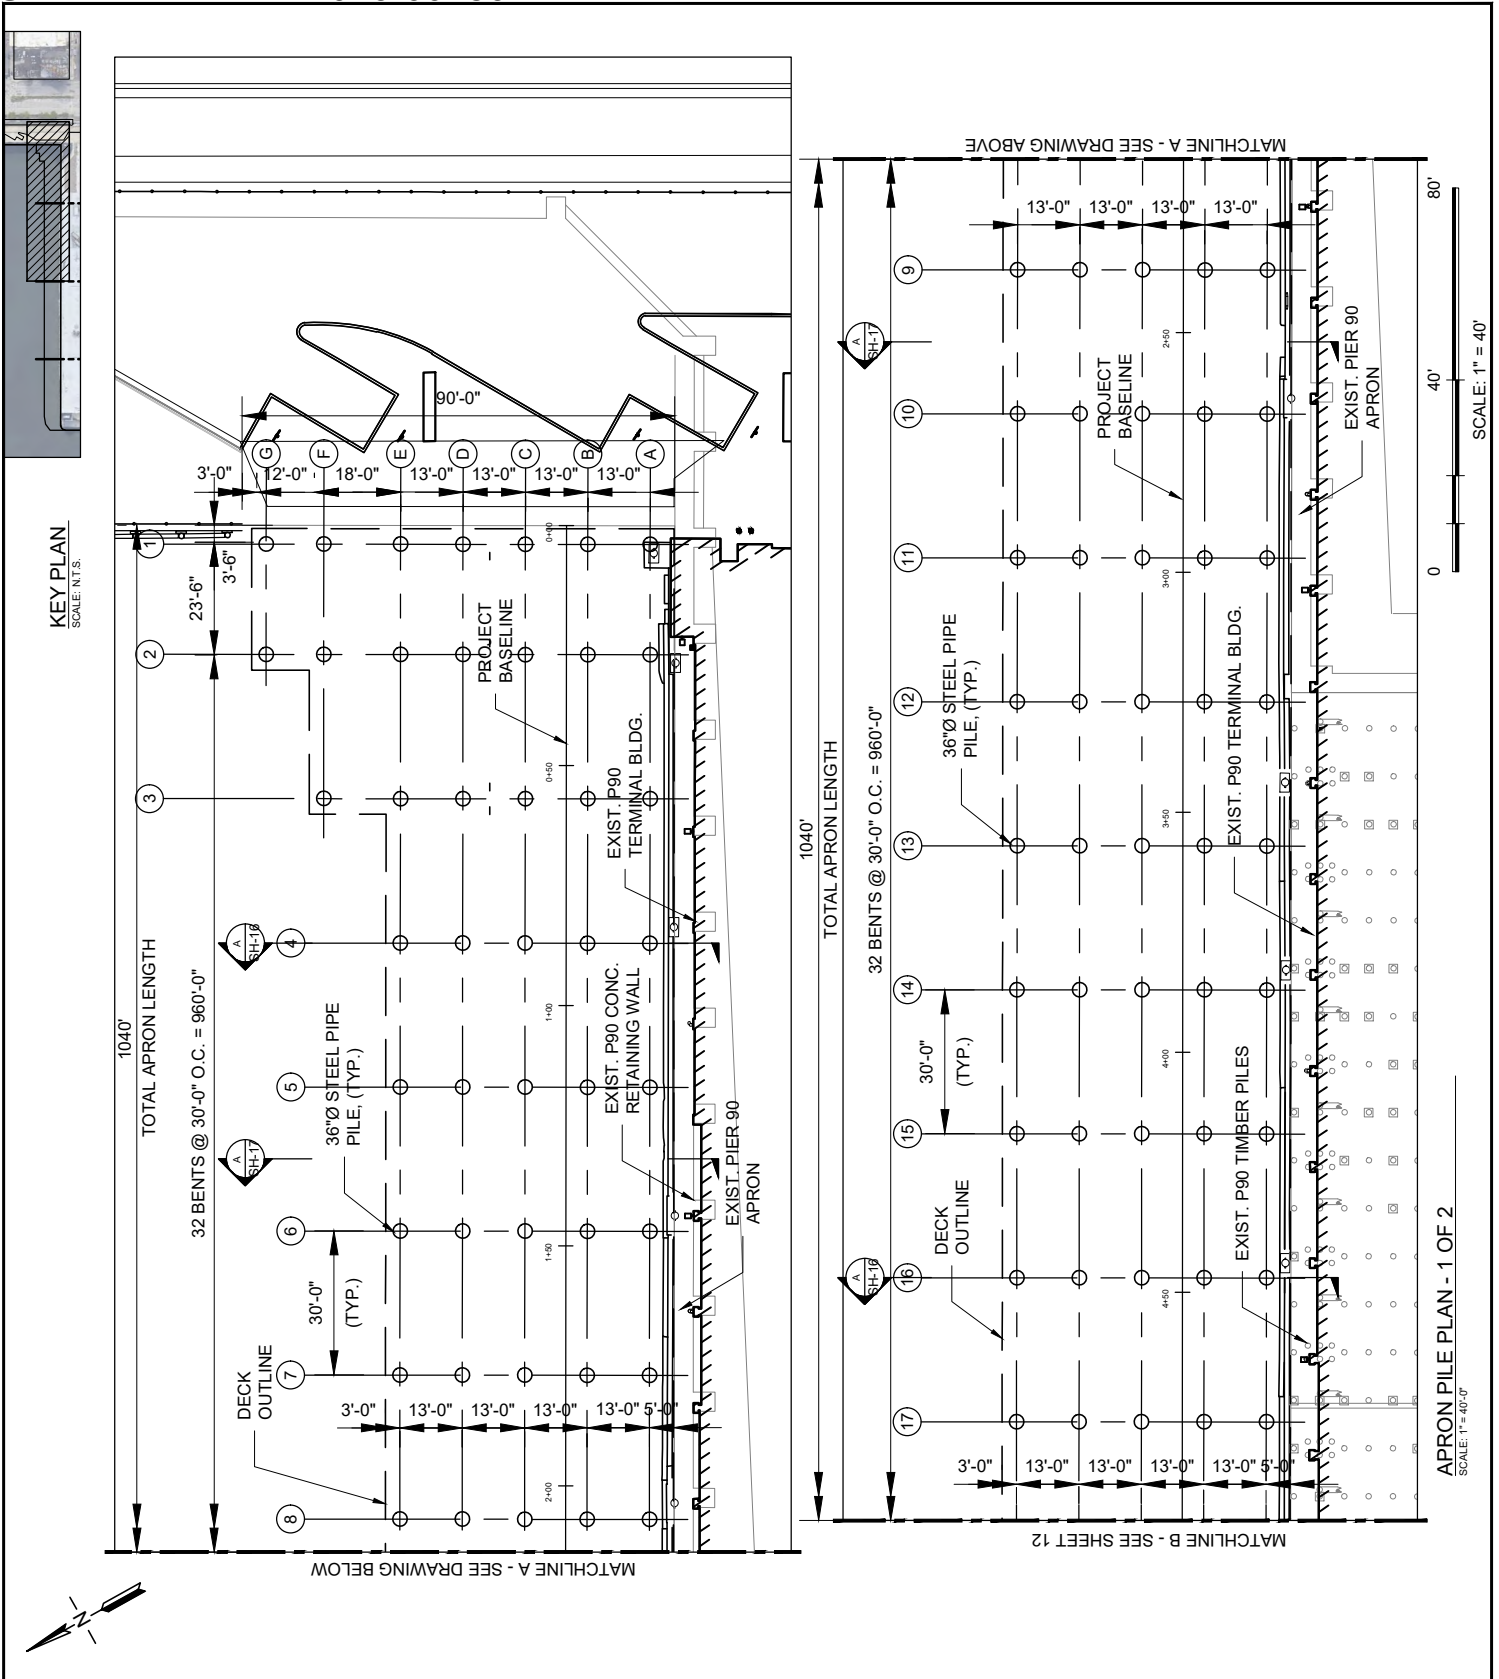 KEY PLAN
SCALE: N.T.S.
90'-0"
G
F
E
D
C
B
A
3'-0"
12'-0"
18'-0"
13'-0"
13'-0"
13'-0"
13'-0"
1
2
3
4
5
6
7
8
23'-6"
3'-6"
1040'
TOTAL APRON LENGTH
32 BENTS @ 30'-0" O.C. = 960'-0"
PROJECT
BASELINE
EXIST. P90
TERMINAL BLDG.
A
SH-16
36"Ø STEEL PIPE
PILE, (TYP.)
EXIST. P90 CONC.
RETAINING WALL
A
SH-17
EXIST. PIER 90
APRON
30'-0"
(TYP.)
DECK
OUTLINE
3'-0"
13'-0"
13'-0"
13'-0"
13'-0"
5'-0"
0+00
0+50
1+00
1+50
2+00
MATCHLINE A - SEE DRAWING BELOW
N
MATCHLINE A - SEE DRAWING ABOVE
13'-0"
13'-0"
13'-0"
13'-0"
9
10
11
12
13
14
15
16
17
A
SH-17
PROJECT
BASELINE
EXIST. PIER 90
APRON
36"Ø STEEL PIPE
PILE, (TYP.)
1040'
TOTAL APRON LENGTH
32 BENTS @ 30'-0" O.C. = 960'-0"
EXIST. P90 TERMINAL BLDG.
30'-0"
(TYP.)
EXIST. P90 TIMBER PILES
DECK
OUTLINE
A
SH-16
2+50
3+00
3+50
4+00
4+50
3'-0"
13'-0"
13'-0"
13'-0"
13'-0"
5'-0"
MATCHLINE B - SEE SHEET 12
0
40'
80'
SCALE: 1" = 40'
APRON PILE PLAN - 1 OF 2
SCALE: 1" = 40'-0"